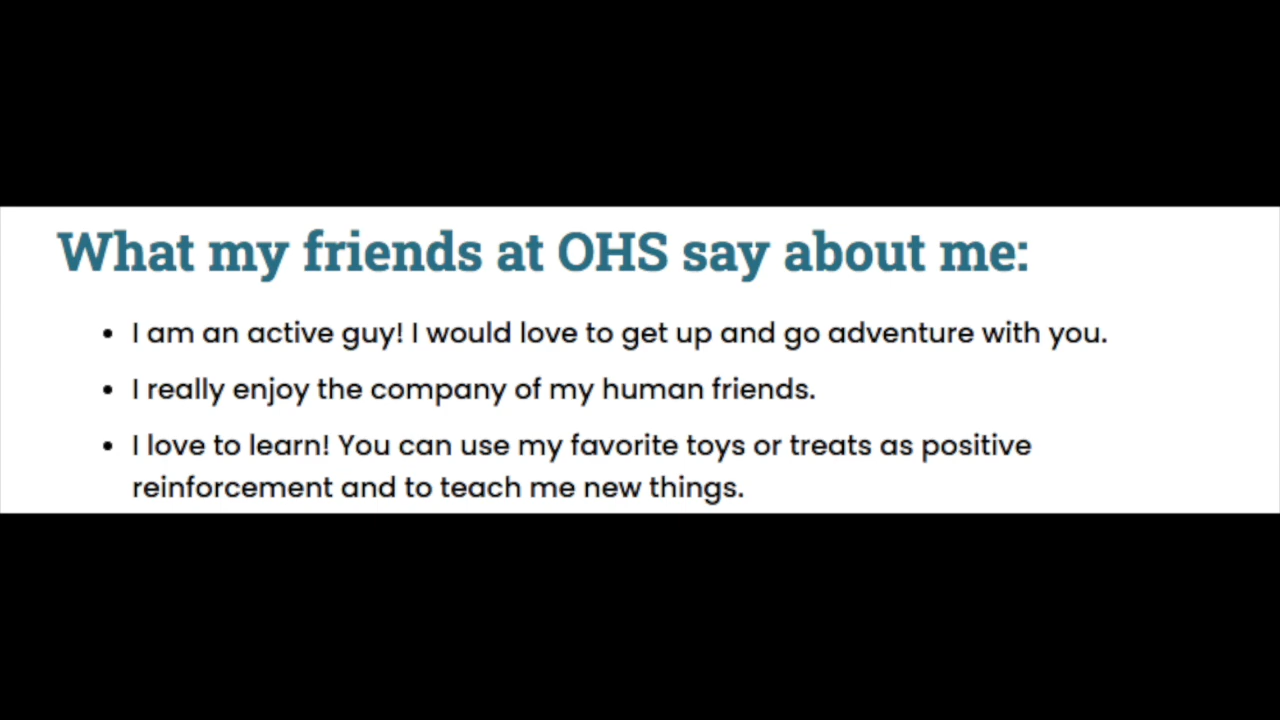 What my friends at OHS say about me:
• I am an active guy! I would love to get up and go adventure with you.
• I really enjoy the company of my human friends.
• I love to learn! You can use my favorite toys or treats as positive
reinforcement and to teach me new things.